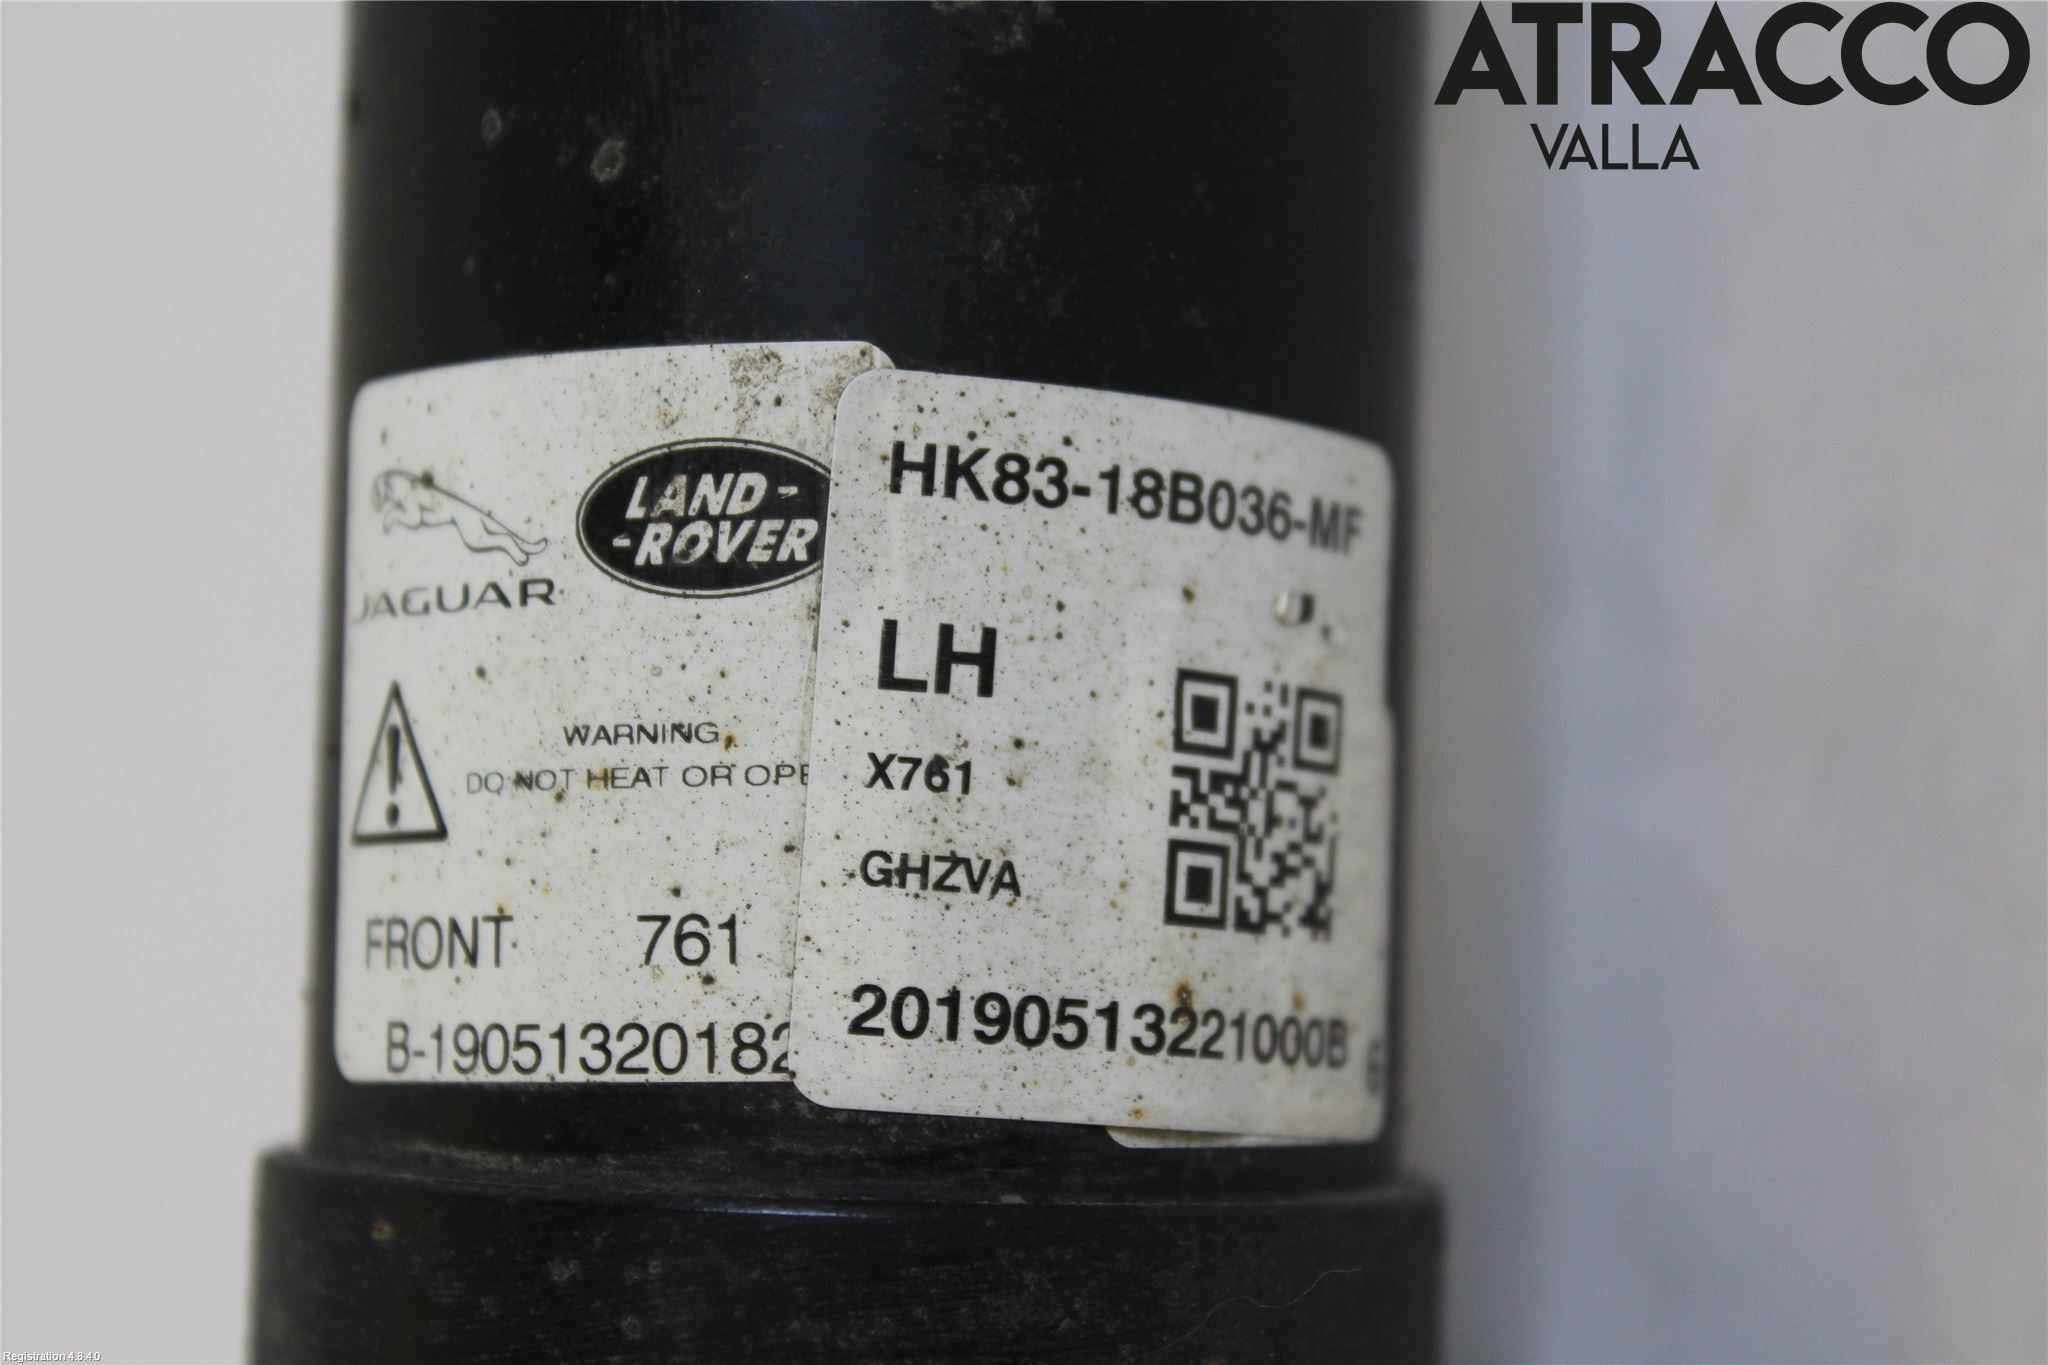 ATRACCO
VALLA
JAGUAR
LAND-
-ROVER
WARNING
DO NOT HEAT OR OPE
FRONT 761
B-19051320182
HK83-18B036-MF
LH
X761
GHZVA
20190513221000B
Registration 4.8.4.0